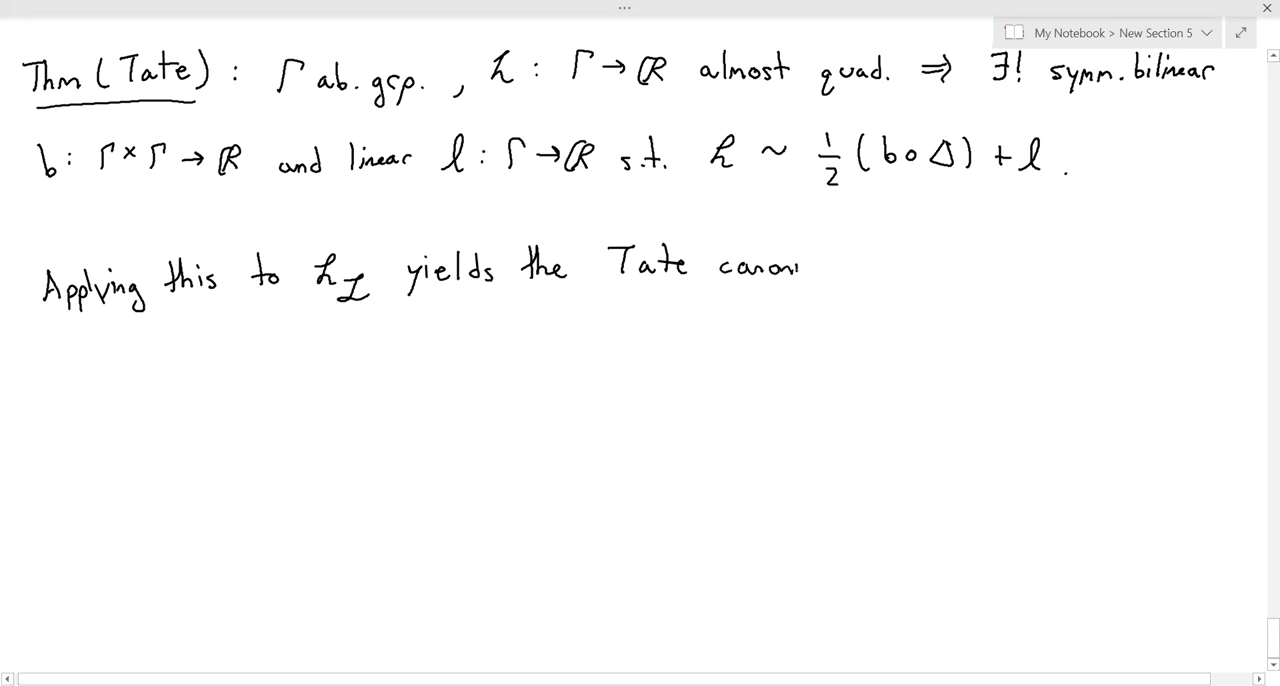 ...
My Notebook > New Section 5
Thm (Tate) : Γ ab. grp. , h : Γ → ℝ almost quad. ⇒ ∃! symm. bilinear
b : Γ × Γ → ℝ and linear l : Γ → ℝ s.t. h ~ 1/2 (b ∘ Δ) + l .
Applying this to h_ℒ yields the Tate canon